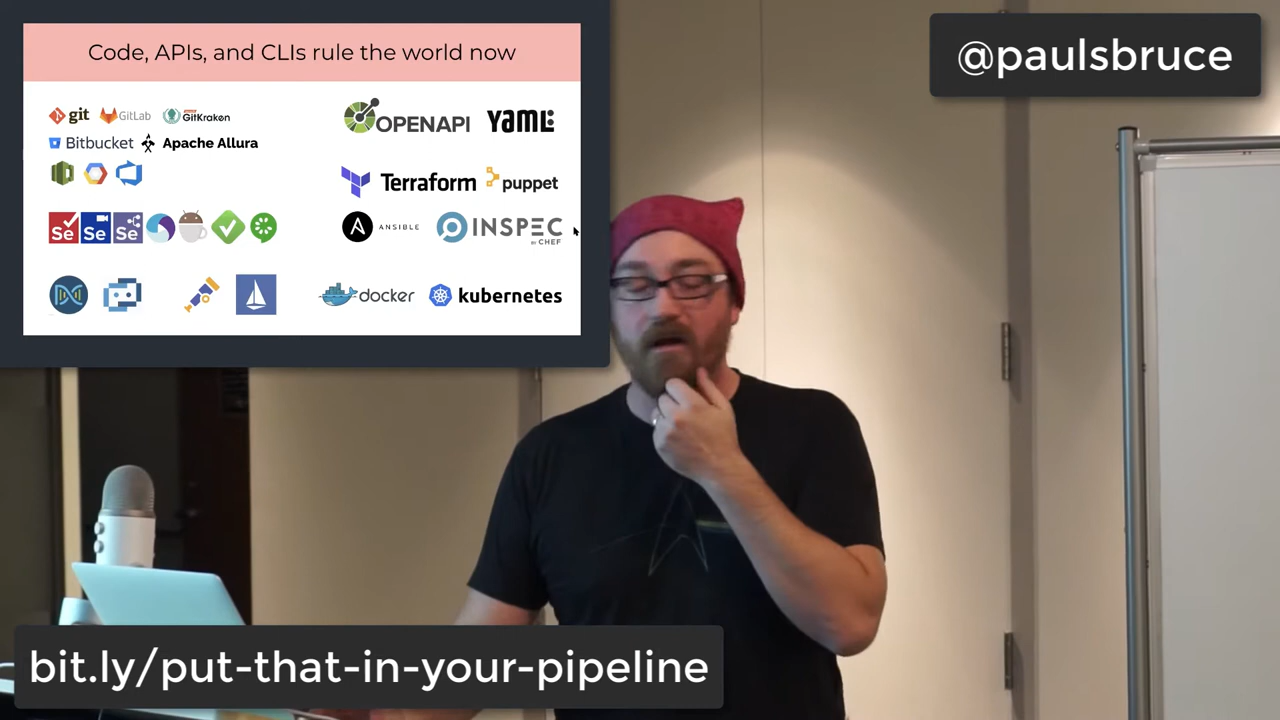 Code, APIs, and CLIs rule the world now
@paulsbruce
git GitLab GitKraken
Bitbucket Apache Allura
Se Se Se
OPENAPI YAML:
Terraform puppet
A ANSIBLE INSPEC
BY CHEF
docker kubernetes
bit.ly/put-that-in-your-pipeline